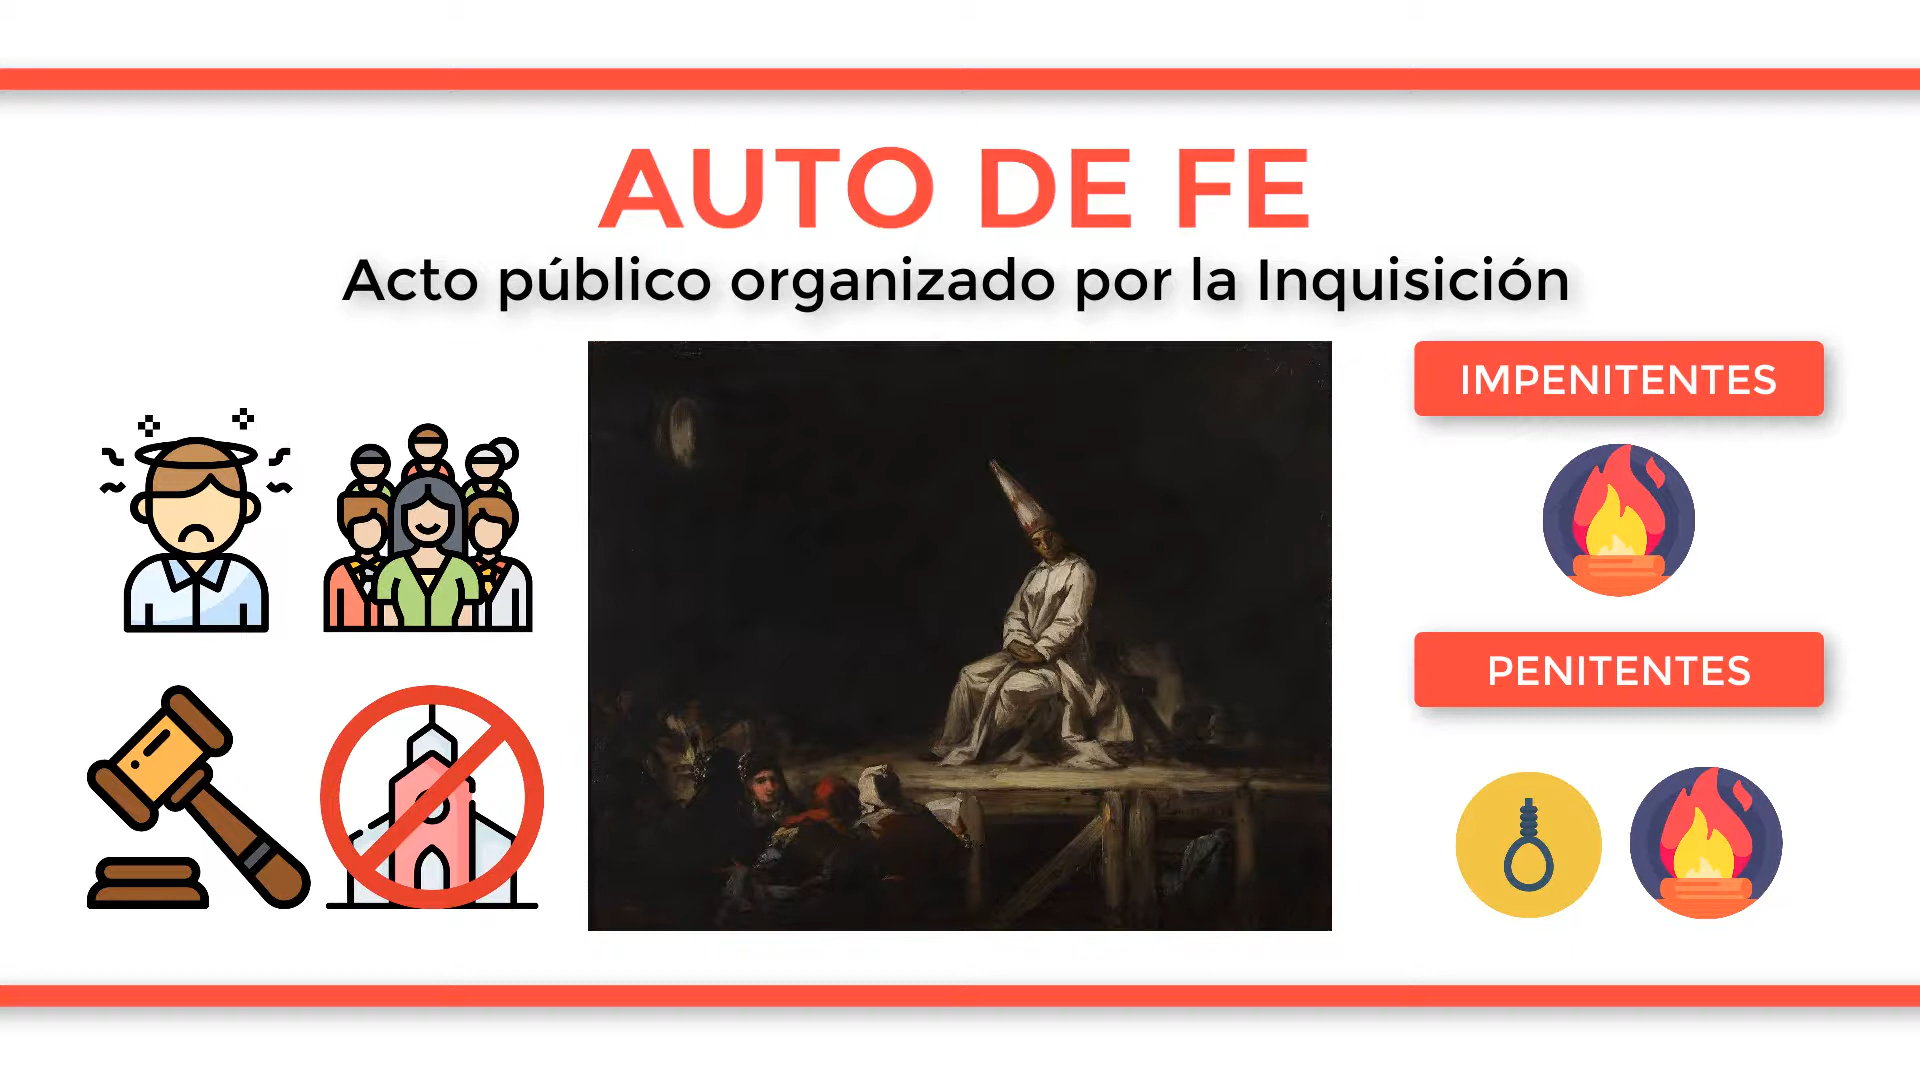 AUTO DE FE
Acto público organizado por la Inquisición
IMPENITENTES
PENITENTES